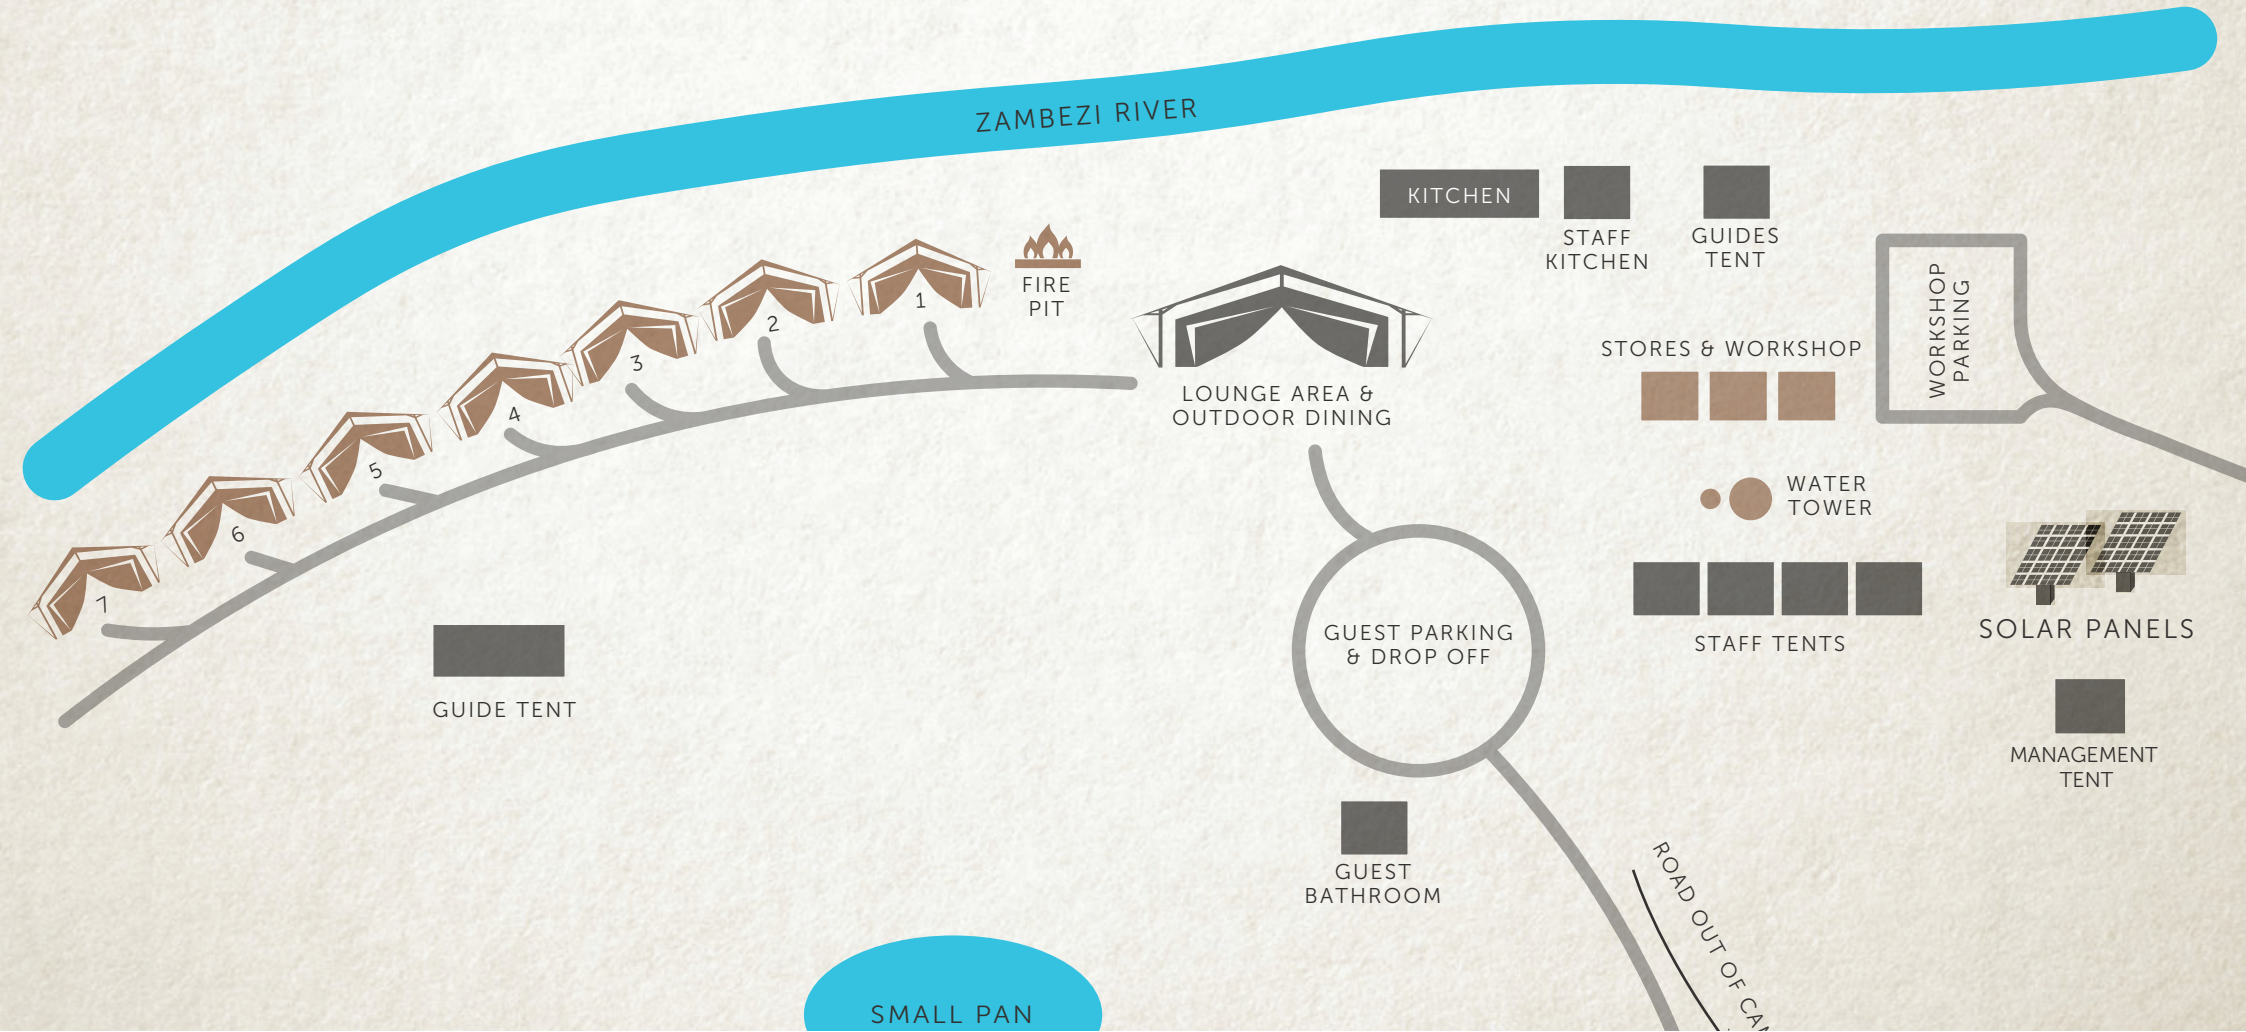 ZAMBEZI RIVER
KITCHEN
STAFF
KITCHEN
GUIDES
TENT
FIRE
PIT
1
2
3
4
5
6
7
WORKSHOP
PARKING
STORES & WORKSHOP
LOUNGE AREA &
OUTDOOR DINING
WATER
TOWER
SOLAR PANELS
STAFF TENTS
GUEST PARKING
& DROP OFF
GUIDE TENT
MANAGEMENT
TENT
GUEST
BATHROOM
ROAD OUT OF
SMALL PAN